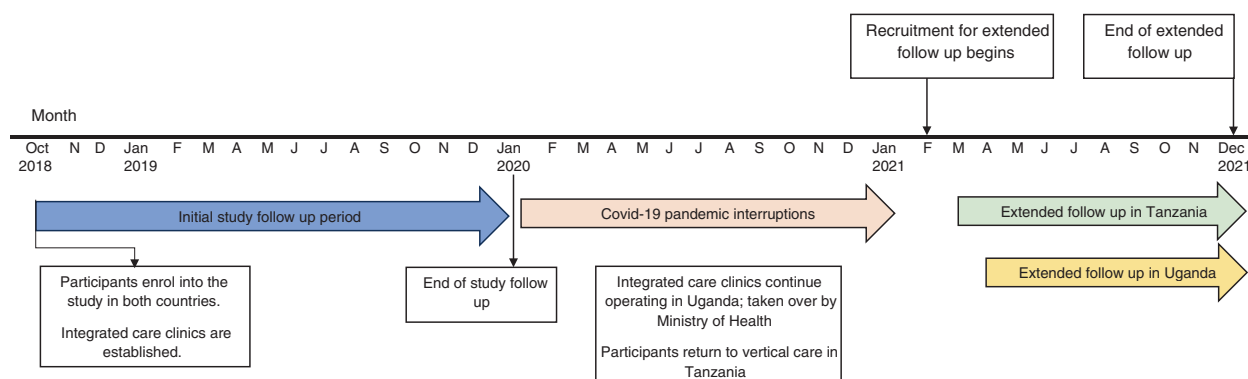 Recruitment for extended
follow up begins
End of extended
follow up
Month
Oct N D Jan F M A M J J A S O N D Jan F M A M J J A S O N D Jan F M A M J J A S O N Dec
2018 2019 2020 2021 2021
Initial study follow up period
Covid-19 pandemic interruptions
Extended follow up in Tanzania
Extended follow up in Uganda
Participants enrol into the
study in both countries.
Integrated care clinics are
established.
End of study follow
up
Integrated care clinics continue
operating in Uganda; taken over by
Ministry of Health
Participants return to vertical care in
Tanzania